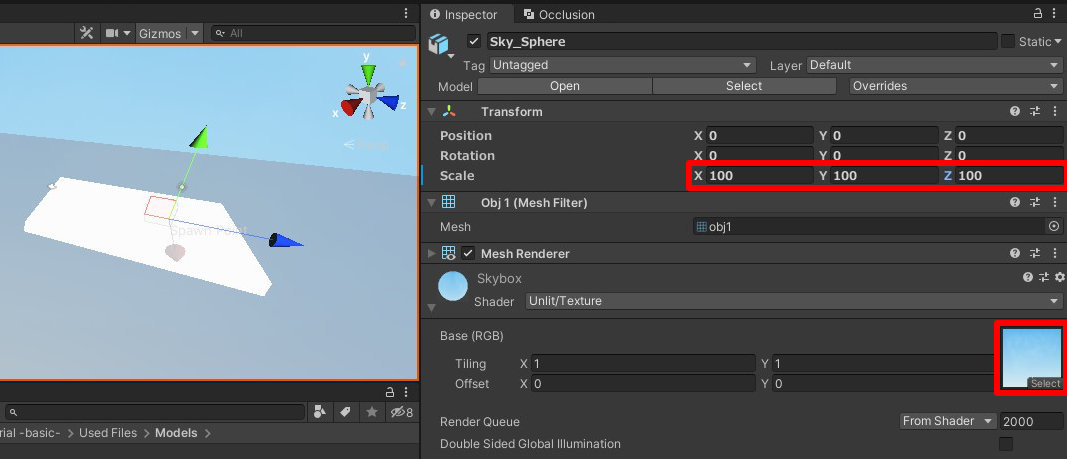 Inspector
Occlusion
Gizmos
All
Sky_Sphere
Static
Tag Untagged
Layer Default
Model Open Select Overrides
y
x
z
Transform
Position X 0 Y 0 Z 0
Rotation X 0 Y 0 Z 0
Scale X 100 Y 100 Z 100
Obj 1 (Mesh Filter)
Mesh obj1
Spawn Point
Mesh Renderer
Skybox
Shader Unlit/Texture
Base (RGB)
Tiling X 1 Y 1
Offset X 0 Y 0
Select
8
rial -basic- > Used Files > Models >
Render Queue From Shader 2000
Double Sided Global Illumination